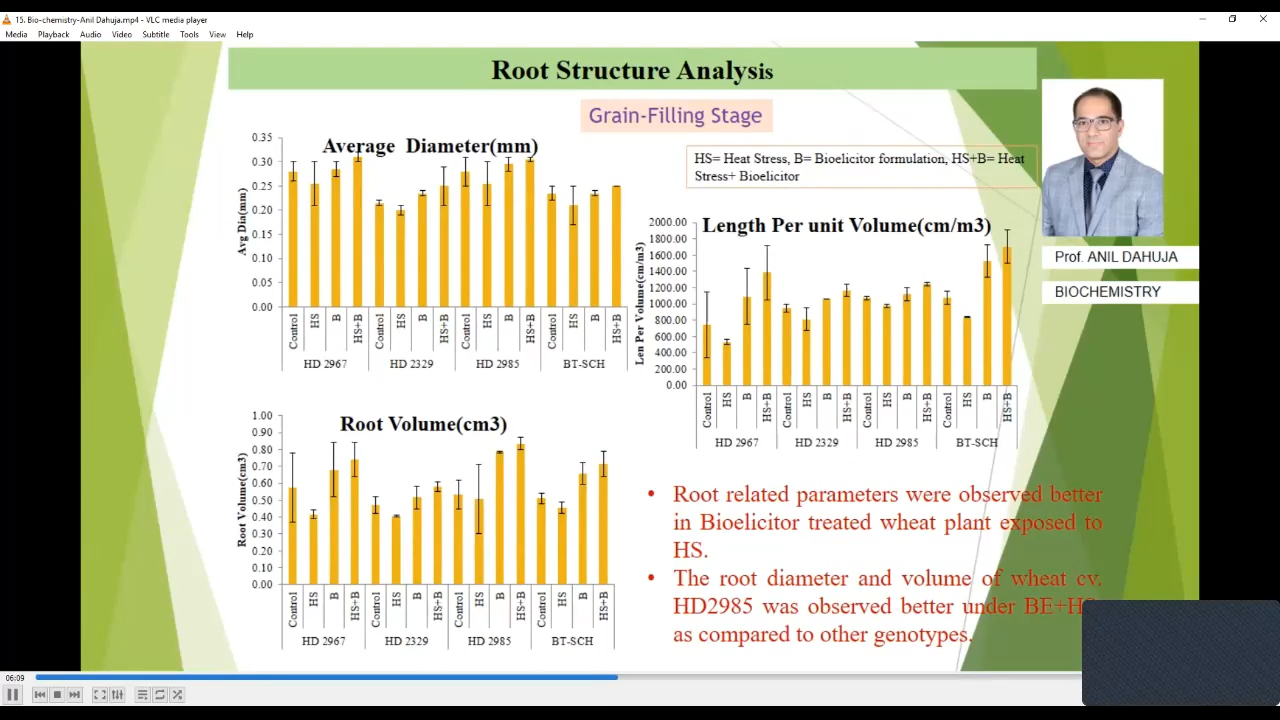 15. Bio-chemistry-Anil Dahuja.mp4 - VLC media player
Media Playback Audio Video Subtitle Tools View Help
Root Structure Analysis
Grain-Filling Stage
Average Diameter(mm)
Avg Dia(mm)
0.35
0.30
0.25
0.20
0.15
0.10
0.05
0.00
Control HS B HS+B Control HS B HS+B Control HS B HS+B Control HS B HS+B
HD 2967 HD 2329 HD 2985 BT-SCH
HS= Heat Stress, B= Bioelicitor formulation, HS+B= Heat
Stress+ Bioelicitor
Prof. ANIL DAHUJA
BIOCHEMISTRY
Length Per unit Volume(cm/m3)
Len Per Volume(cm/m3)
2000.00
1800.00
1600.00
1400.00
1200.00
1000.00
800.00
600.00
400.00
200.00
0.00
Control HS B HS+B Control HS B HS+B Control HS B HS+B Control HS B HS+B
HD 2967 HD 2329 HD 2985 BT-SCH
Root Volume(cm3)
Root Volume(cm3)
1.00
0.90
0.80
0.70
0.60
0.50
0.40
0.30
0.20
0.10
0.00
Control HS B HS+B Control HS B HS+B Control HS B HS+B Control HS B HS+B
HD 2967 HD 2329 HD 2985 BT-SCH
• Root related parameters were observed better
in Bioelicitor treated wheat plant exposed to
HS.
• The root diameter and volume of wheat cv.
HD2985 was observed better under
as compared to other genotypes.
06:09